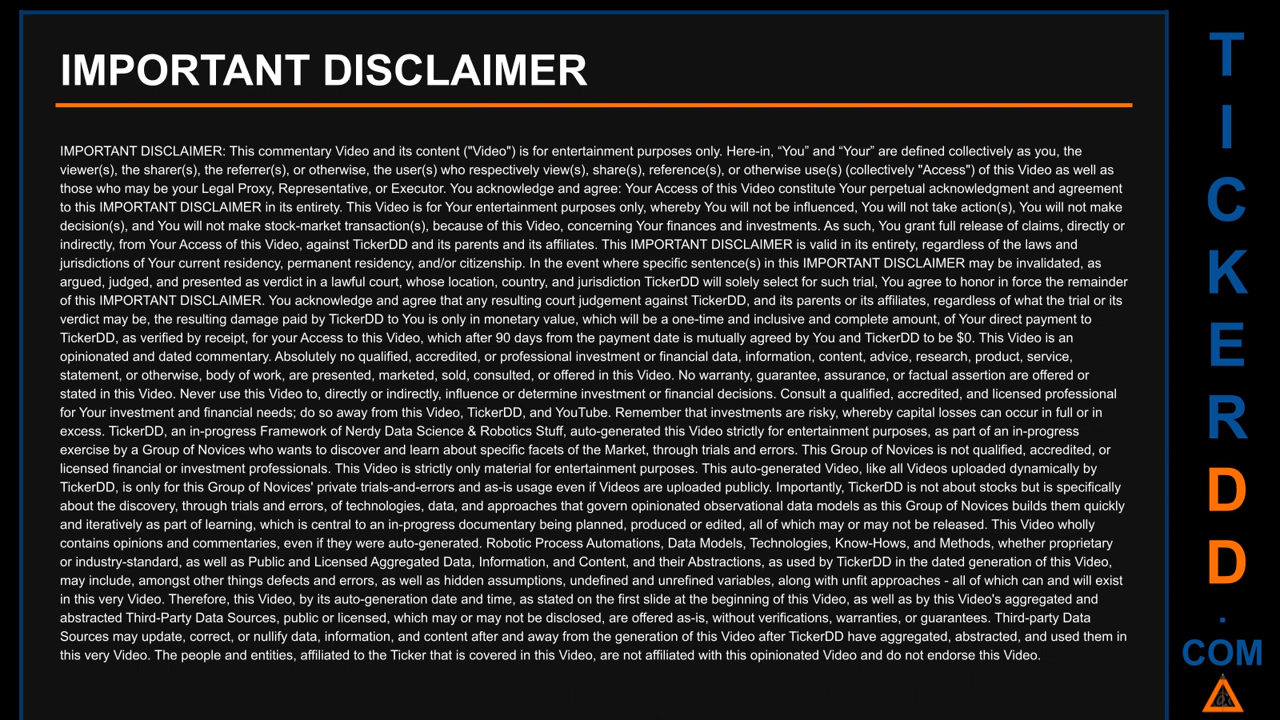 IMPORTANT DISCLAIMER
IMPORTANT DISCLAIMER: This commentary Video and its content ("Video") is for entertainment purposes only. Here-in, “You” and “Your” are defined collectively as you, the
viewer(s), the sharer(s), the referrer(s), or otherwise, the user(s) who respectively view(s), share(s), reference(s), or otherwise use(s) (collectively "Access") of this Video as well as
those who may be your Legal Proxy, Representative, or Executor. You acknowledge and agree: Your Access of this Video constitute Your perpetual acknowledgment and agreement
to this IMPORTANT DISCLAIMER in its entirety. This Video is for Your entertainment purposes only, whereby You will not be influenced, You will not take action(s), You will not make
decision(s), and You will not make stock-market transaction(s), because of this Video, concerning Your finances and investments. As such, You grant full release of claims, directly or
indirectly, from Your Access of this Video, against TickerDD and its parents and its affiliates. This IMPORTANT DISCLAIMER is valid in its entirety, regardless of the laws and
jurisdictions of Your current residency, permanent residency, and/or citizenship. In the event where specific sentence(s) in this IMPORTANT DISCLAIMER may be invalidated, as
argued, judged, and presented as verdict in a lawful court, whose location, country, and jurisdiction TickerDD will solely select for such trial, You agree to honor in force the remainder
of this IMPORTANT DISCLAIMER. You acknowledge and agree that any resulting court judgement against TickerDD, and its parents or its affiliates, regardless of what the trial or its
verdict may be, the resulting damage paid by TickerDD to You is only in monetary value, which will be a one-time and inclusive and complete amount, of Your direct payment to
TickerDD, as verified by receipt, for your Access to this Video, which after 90 days from the payment date is mutually agreed by You and TickerDD to be $0. This Video is an
opinionated and dated commentary. Absolutely no qualified, accredited, or professional investment or financial data, information, content, advice, research, product, service,
statement, or otherwise, body of work, are presented, marketed, sold, consulted, or offered in this Video. No warranty, guarantee, assurance, or factual assertion are offered or
stated in this Video. Never use this Video to, directly or indirectly, influence or determine investment or financial decisions. Consult a qualified, accredited, and licensed professional
for Your investment and financial needs; do so away from this Video, TickerDD, and YouTube. Remember that investments are risky, whereby capital losses can occur in full or in
excess. TickerDD, an in-progress Framework of Nerdy Data Science & Robotics Stuff, auto-generated this Video strictly for entertainment purposes, as part of an in-progress
exercise by a Group of Novices who wants to discover and learn about specific facets of the Market, through trials and errors. This Group of Novices is not qualified, accredited, or
licensed financial or investment professionals. This Video is strictly only material for entertainment purposes. This auto-generated Video, like all Videos uploaded dynamically by
TickerDD, is only for this Group of Novices' private trials-and-errors and as-is usage even if Videos are uploaded publicly. Importantly, TickerDD is not about stocks but is specifically
about the discovery, through trials and errors, of technologies, data, and approaches that govern opinionated observational data models as this Group of Novices builds them quickly
and iteratively as part of learning, which is central to an in-progress documentary being planned, produced or edited, all of which may or may not be released. This Video wholly
contains opinions and commentaries, even if they were auto-generated. Robotic Process Automations, Data Models, Technologies, Know-Hows, and Methods, whether proprietary
or industry-standard, as well as Public and Licensed Aggregated Data, Information, and Content, and their Abstractions, as used by TickerDD in the dated generation of this Video,
may include, amongst other things defects and errors, as well as hidden assumptions, undefined and unrefined variables, along with unfit approaches - all of which can and will exist
in this very Video. Therefore, this Video, by its auto-generation date and time, as stated on the first slide at the beginning of this Video, as well as by this Video's aggregated and
abstracted Third-Party Data Sources, public or licensed, which may or may not be disclosed, are offered as-is, without verifications, warranties, or guarantees. Third-party Data
Sources may update, correct, or nullify data, information, and content after and away from the generation of this Video after TickerDD have aggregated, abstracted, and used them in
this very Video. The people and entities, affiliated to the Ticker that is covered in this Video, are not affiliated with this opinionated Video and do not endorse this Video.
T
I
C
K
E
R
D
D
.
COM